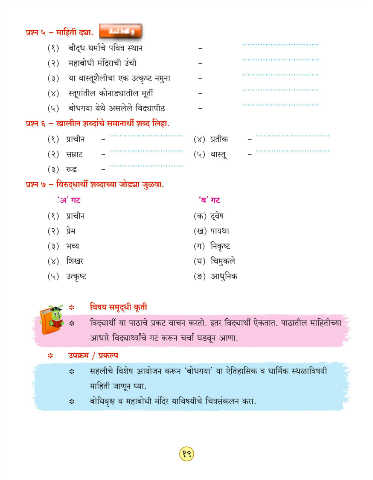 प्रश्न ५ – माहिती द्या.
(१) बौद्ध धर्माचे पवित्र स्थान –
(२) महाबोधी मंदिराची उंची –
(३) या वास्तुशैलीचा एक उत्कृष्ट नमुना –
(४) स्तूपातील कोनाड्यातील मूर्ती –
(५) बोधगया येथे असलेले विद्यापीठ –
प्रश्न ६ – खालील शब्दांचे समानार्थी शब्द लिहा.
(१) प्राचीन – (४) प्रतीक –
(२) सम्राट – (५) वास्तू –
(३) रुढ –
प्रश्न ७ – विरुद्धार्थी शब्दाच्या जोड्या जुळवा.
'अ' गट 'ब' गट
(१) प्राचीन (क) द्वेष
(२) प्रेम (ख) पायथा
(३) भव्य (ग) निकृष्ट
(४) शिखर (घ) चिमुकले
(५) उत्कृष्ट (ङ) आधुनिक
विषय समृद्धी कृती
विद्यार्थी या पाठाचे प्रकट वाचन करतो. इतर विद्यार्थी ऐकतात. पाठातील माहितीच्या
आधारे विद्यार्थ्यांचे गट करून चर्चा घडवून आणा.
उपक्रम / प्रकल्प
सहलीचे विशेष आयोजन करून 'बोधगया' या ऐतिहासिक व धार्मिक स्थळाविषयी
माहिती जाणून घ्या.
बोधिवृक्ष व महाबोधी मंदिर याविषयीचे चित्रसंकलन करा.
१९